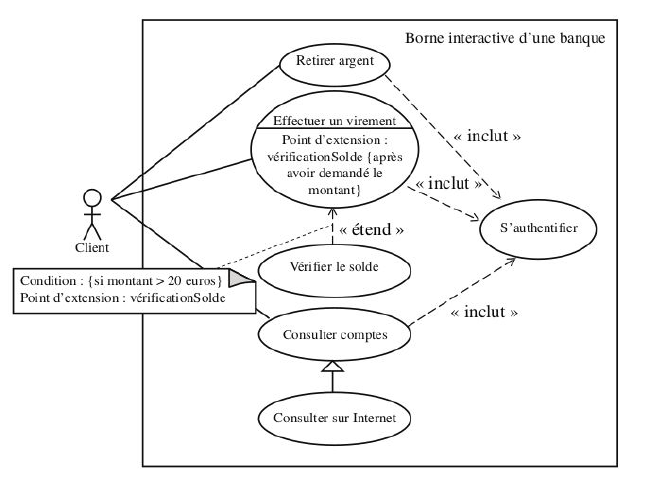 Borne interactive d'une banque
Retirer argent
Effectuer un virement
Point d'extension :
vérificationSolde {après
avoir demandé le
montant}
« inclut »
« inclut »
S'authentifier
Client
« étend »
Vérifier le solde
Condition : {si montant > 20 euros}
Point d'extension : vérificationSolde
« inclut »
Consulter comptes
Consulter sur Internet